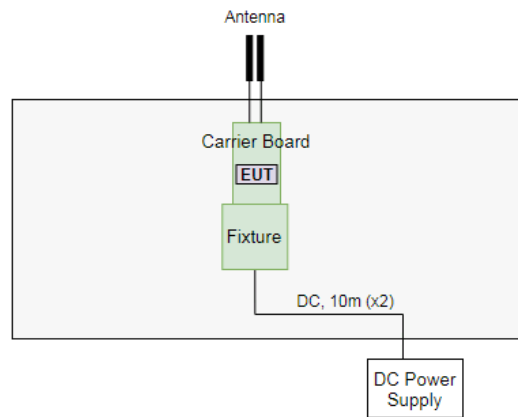 Antenna
Carrier Board
EUT
Fixture
DC, 10m (x2)
DC Power
Supply